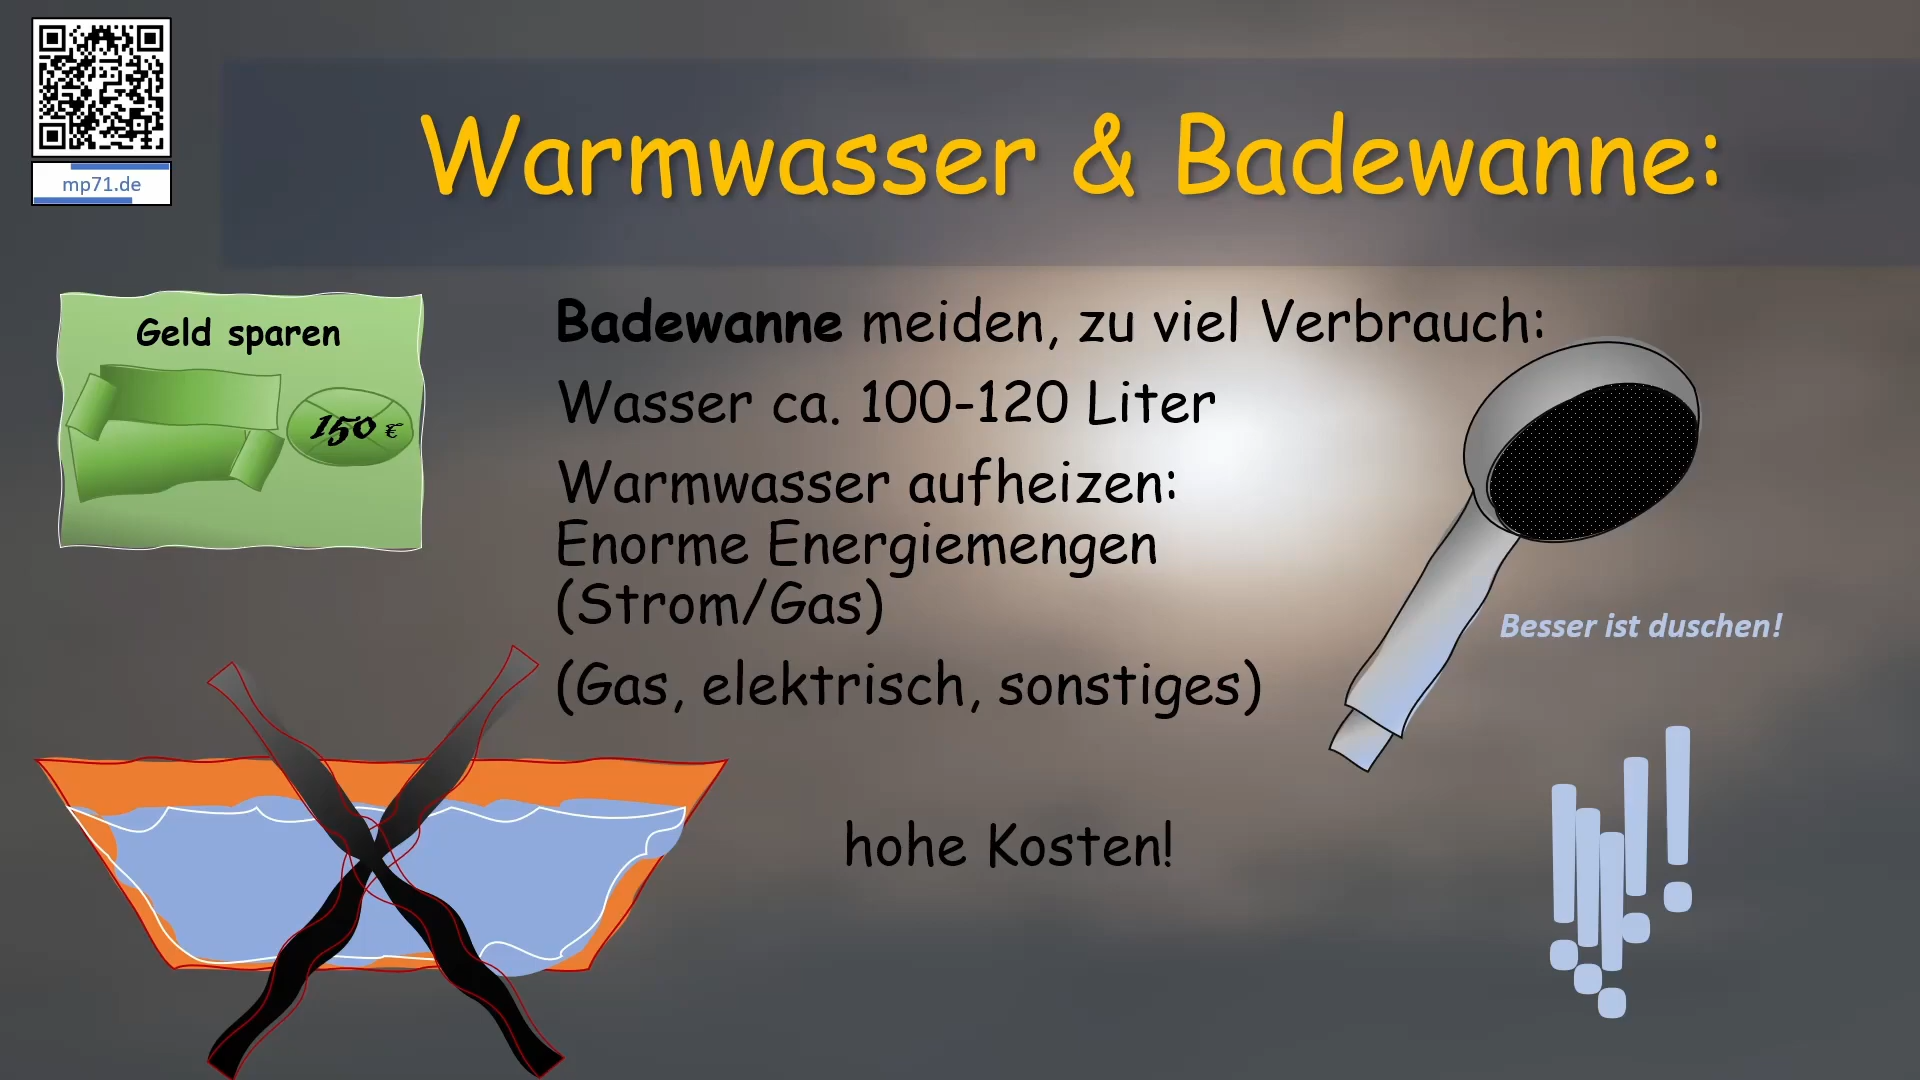 mp71.de
Warmwasser & Badewanne:
Geld sparen
150 €
Badewanne meiden, zu viel Verbrauch:
Wasser ca. 100-120 Liter
Warmwasser aufheizen:
Enorme Energiemengen
(Strom/Gas)
(Gas, elektrisch, sonstiges)
Besser ist duschen!
hohe Kosten!